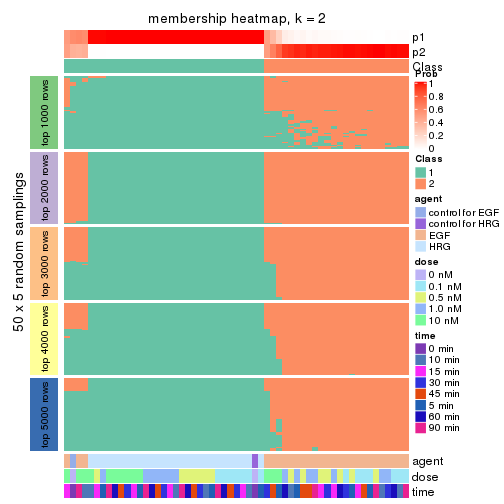 membership heatmap, k = 2
p1
p2
Class
50 x 5 random samplings
top 1000 rows
top 2000 rows
top 3000 rows
top 4000 rows
top 5000 rows
agent
dose
time
Prob
1
0.8
0.6
0.4
0.2
0
Class
1
2
agent
control for EGF
control for HRG
EGF
HRG
dose
0 nM
0.1 nM
0.5 nM
1.0 nM
10 nM
time
0 min
10 min
15 min
30 min
45 min
5 min
60 min
90 min